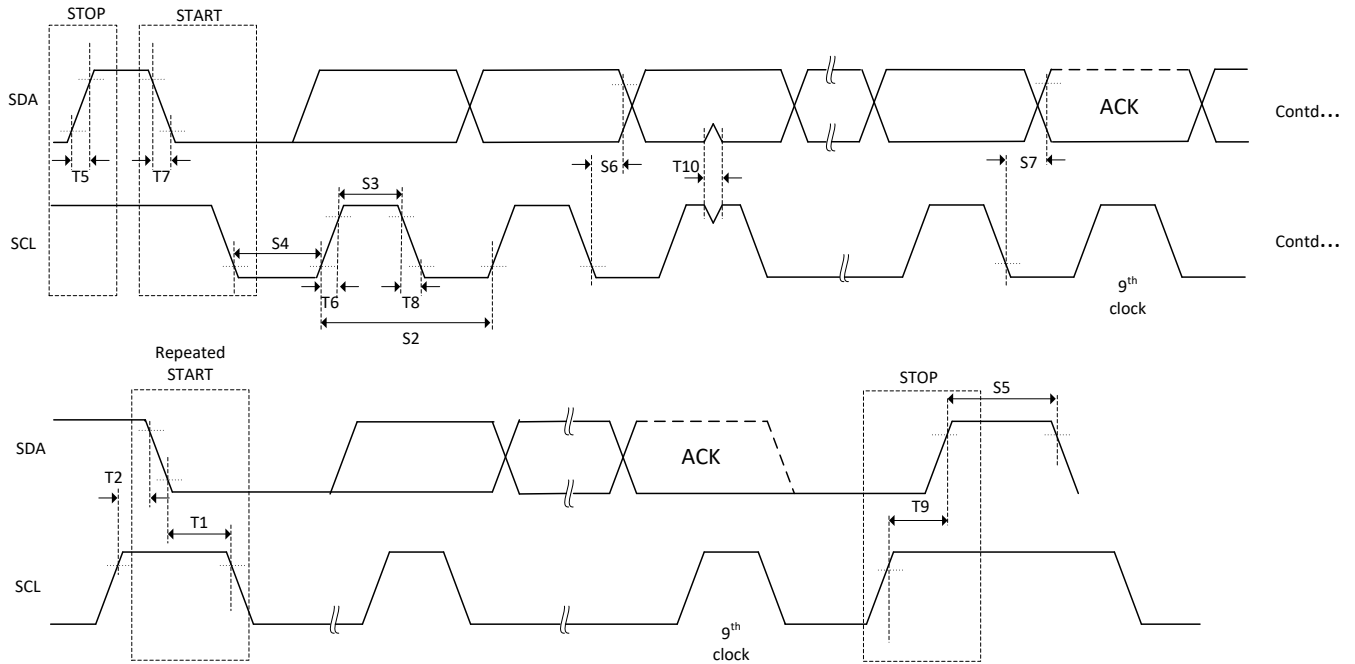 STOP
START
SDA
ACK
Contd...
T5
T7
S6
T10
S7
S3
SCL
S4
Contd...
T6
T8
9th
clock
S2
Repeated
START
STOP
S5
SDA
T2
ACK
T1
T9
SCL
9th
clock